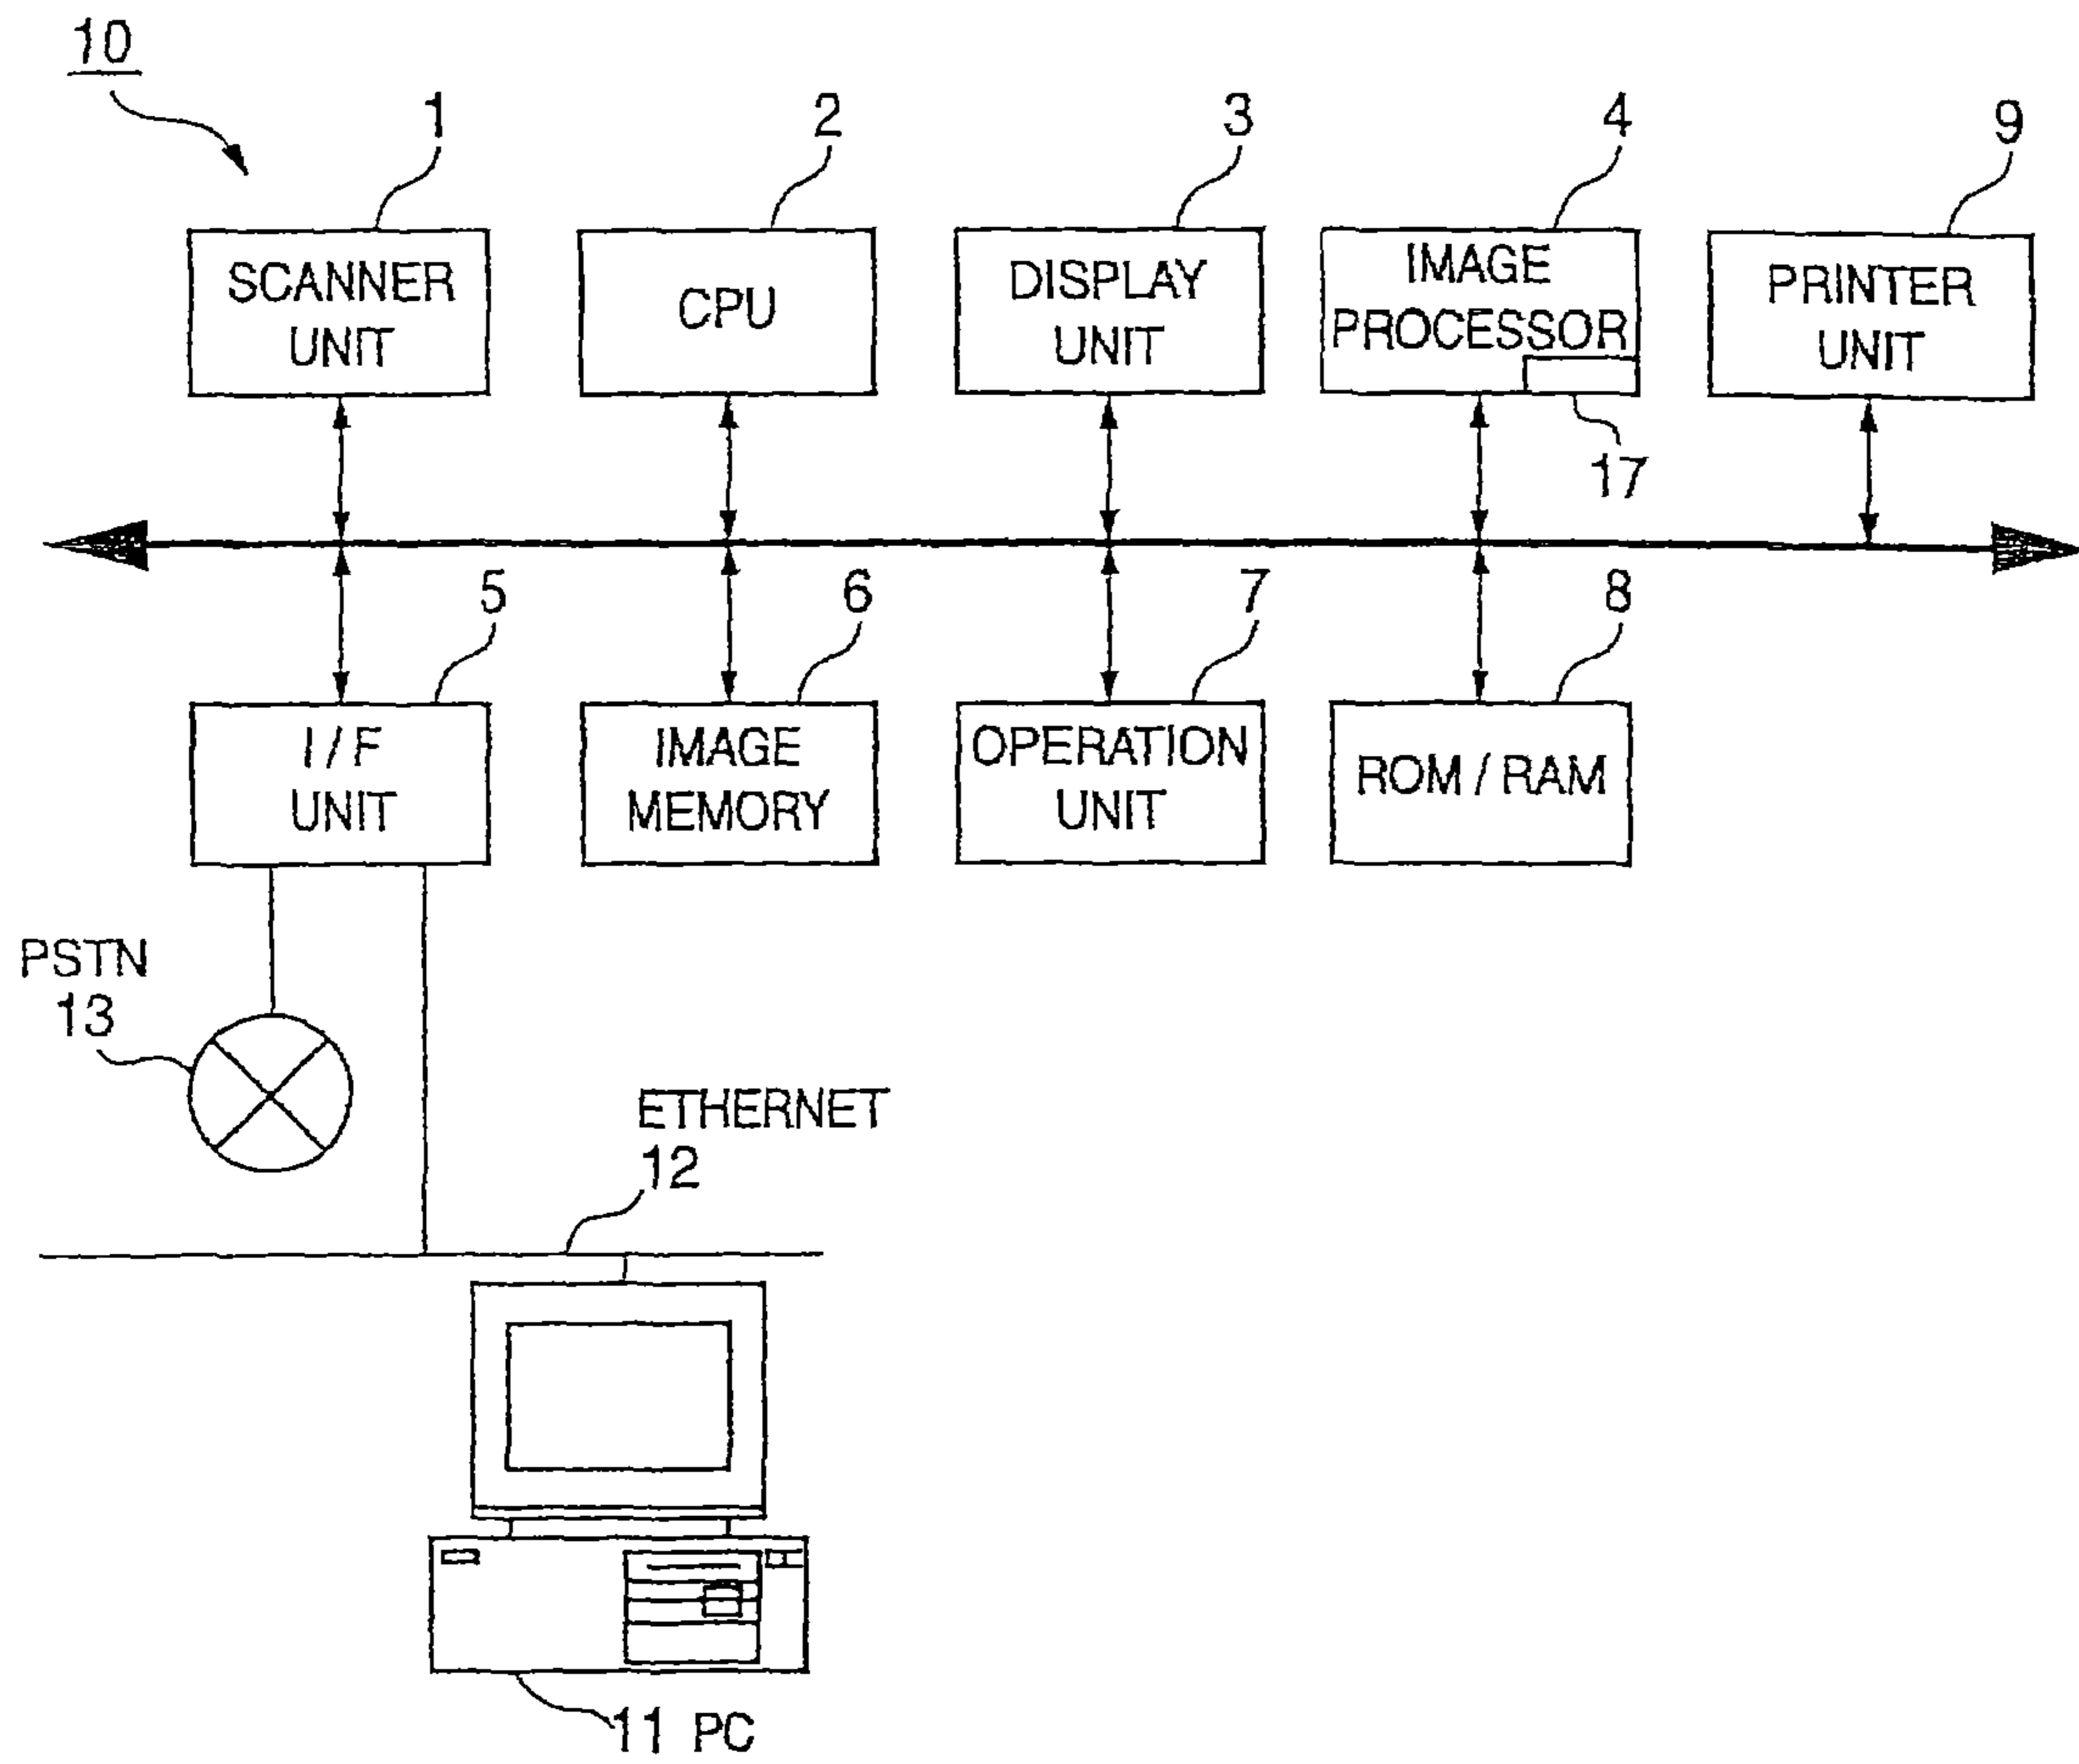 10
1
2
3
4
9
SCANNER
UNIT
CPU
DISPLAY
UNIT
IMAGE
PROCESSOR
PRINTER
UNIT
17
5
6
7
8
I / F
UNIT
IMAGE
MEMORY
OPERATION
UNIT
ROM / RAM
PSTN
13
ETHERNET
12
11 PC